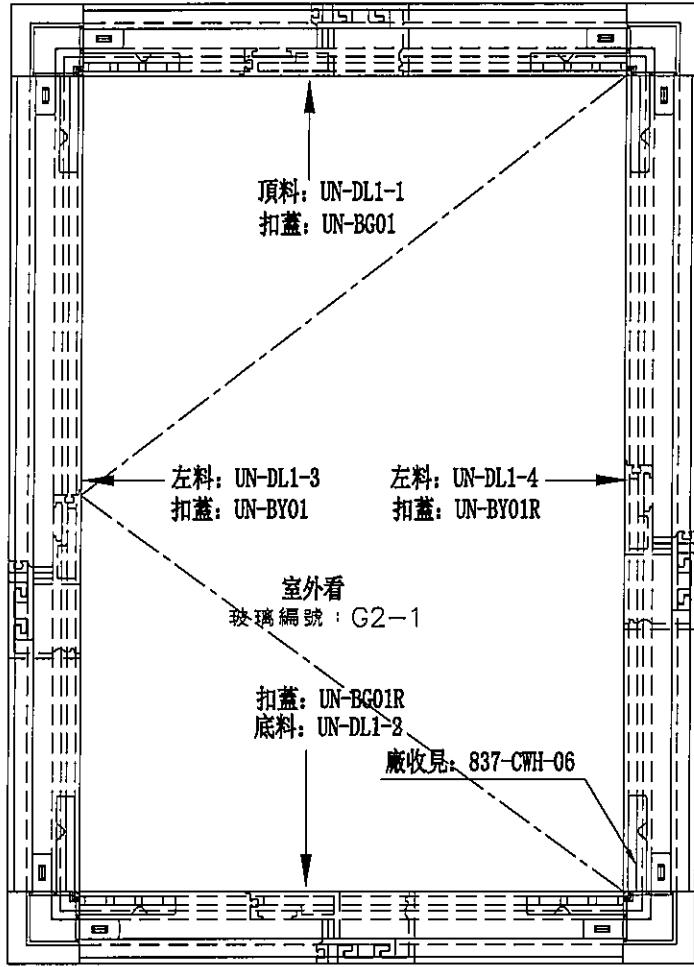 頂料: UN-DL1-1
扣蓋: UN-BG01
左料: UN-DL1-3
扣蓋: UN-BY01
左料: UN-DL1-4
扣蓋: UN-BY01R
室外看
玻璃編號：G2-1
扣蓋: UN-BG01R
底料: UN-DL1-2
廠收見: 837-CWH-06